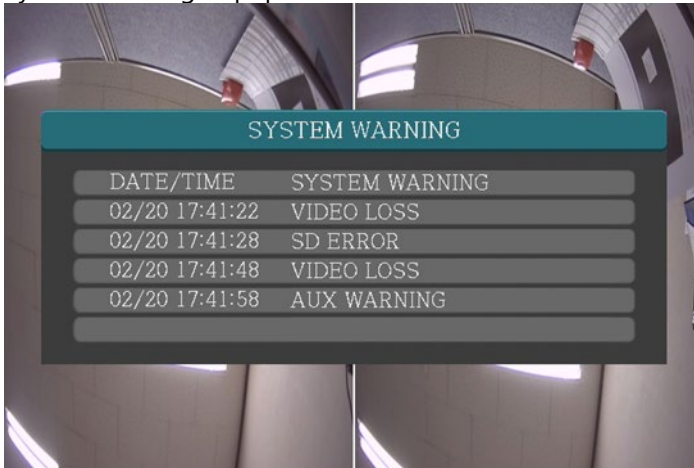 SYSTEM WARNING
DATE/TIME SYSTEM WARNING
02/20 17:41:22 VIDEO LOSS
02/20 17:41:28 SD ERROR
02/20 17:41:48 VIDEO LOSS
02/20 17:41:58 AUX WARNING